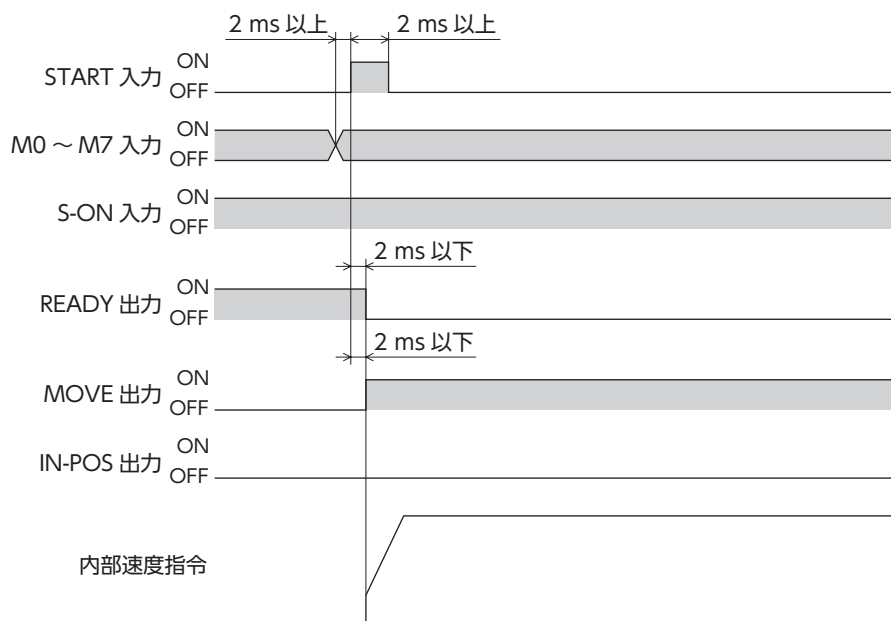 2 ms 以上 2 ms 以上
START 入力 ON
OFF
M0 ～ M7 入力 ON
OFF
S-ON 入力 ON
OFF
2 ms 以下
READY 出力 ON
OFF
2 ms 以下
MOVE 出力 ON
OFF
IN-POS 出力 ON
OFF
内部速度指令